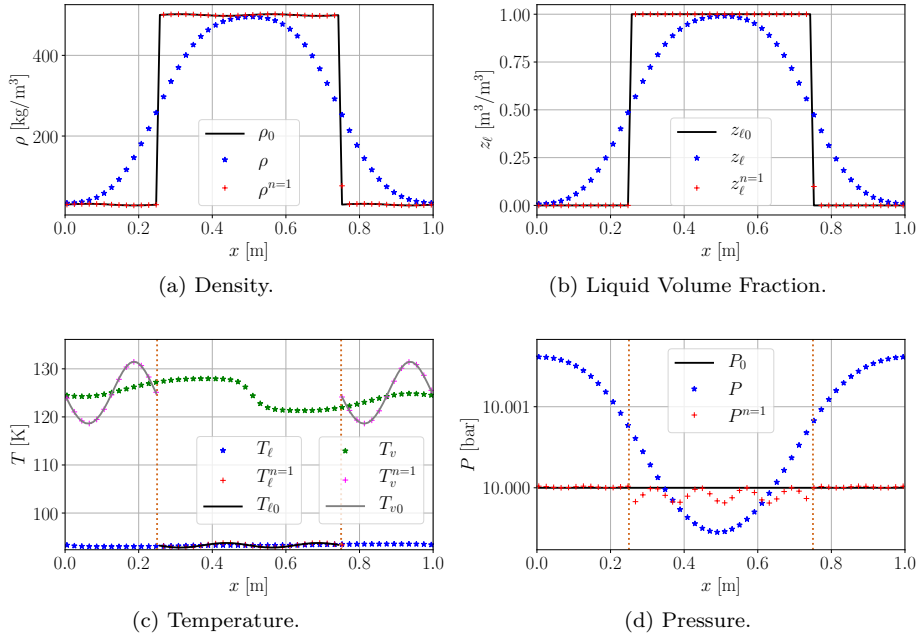 ρ [kg/m³]
400
200
0.0 0.2 0.4 0.6 0.8 1.0
x [m]
ρ₀
ρ
ρⁿ⁼¹
(a) Density.
z_ℓ [m³/m³]
1.00
0.75
0.50
0.25
0.00
0.0 0.2 0.4 0.6 0.8 1.0
x [m]
z_ℓ0
z_ℓ
z_ℓⁿ⁼¹
(b) Liquid Volume Fraction.
T [K]
130
120
110
100
0.0 0.2 0.4 0.6 0.8 1.0
x [m]
T_ℓ
T_ℓⁿ⁼¹
T_ℓ0
T_v
T_vⁿ⁼¹
T_v0
(c) Temperature.
P [bar]
10.001
10.000
0.0 0.2 0.4 0.6 0.8 1.0
x [m]
P₀
P
Pⁿ⁼¹
(d) Pressure.